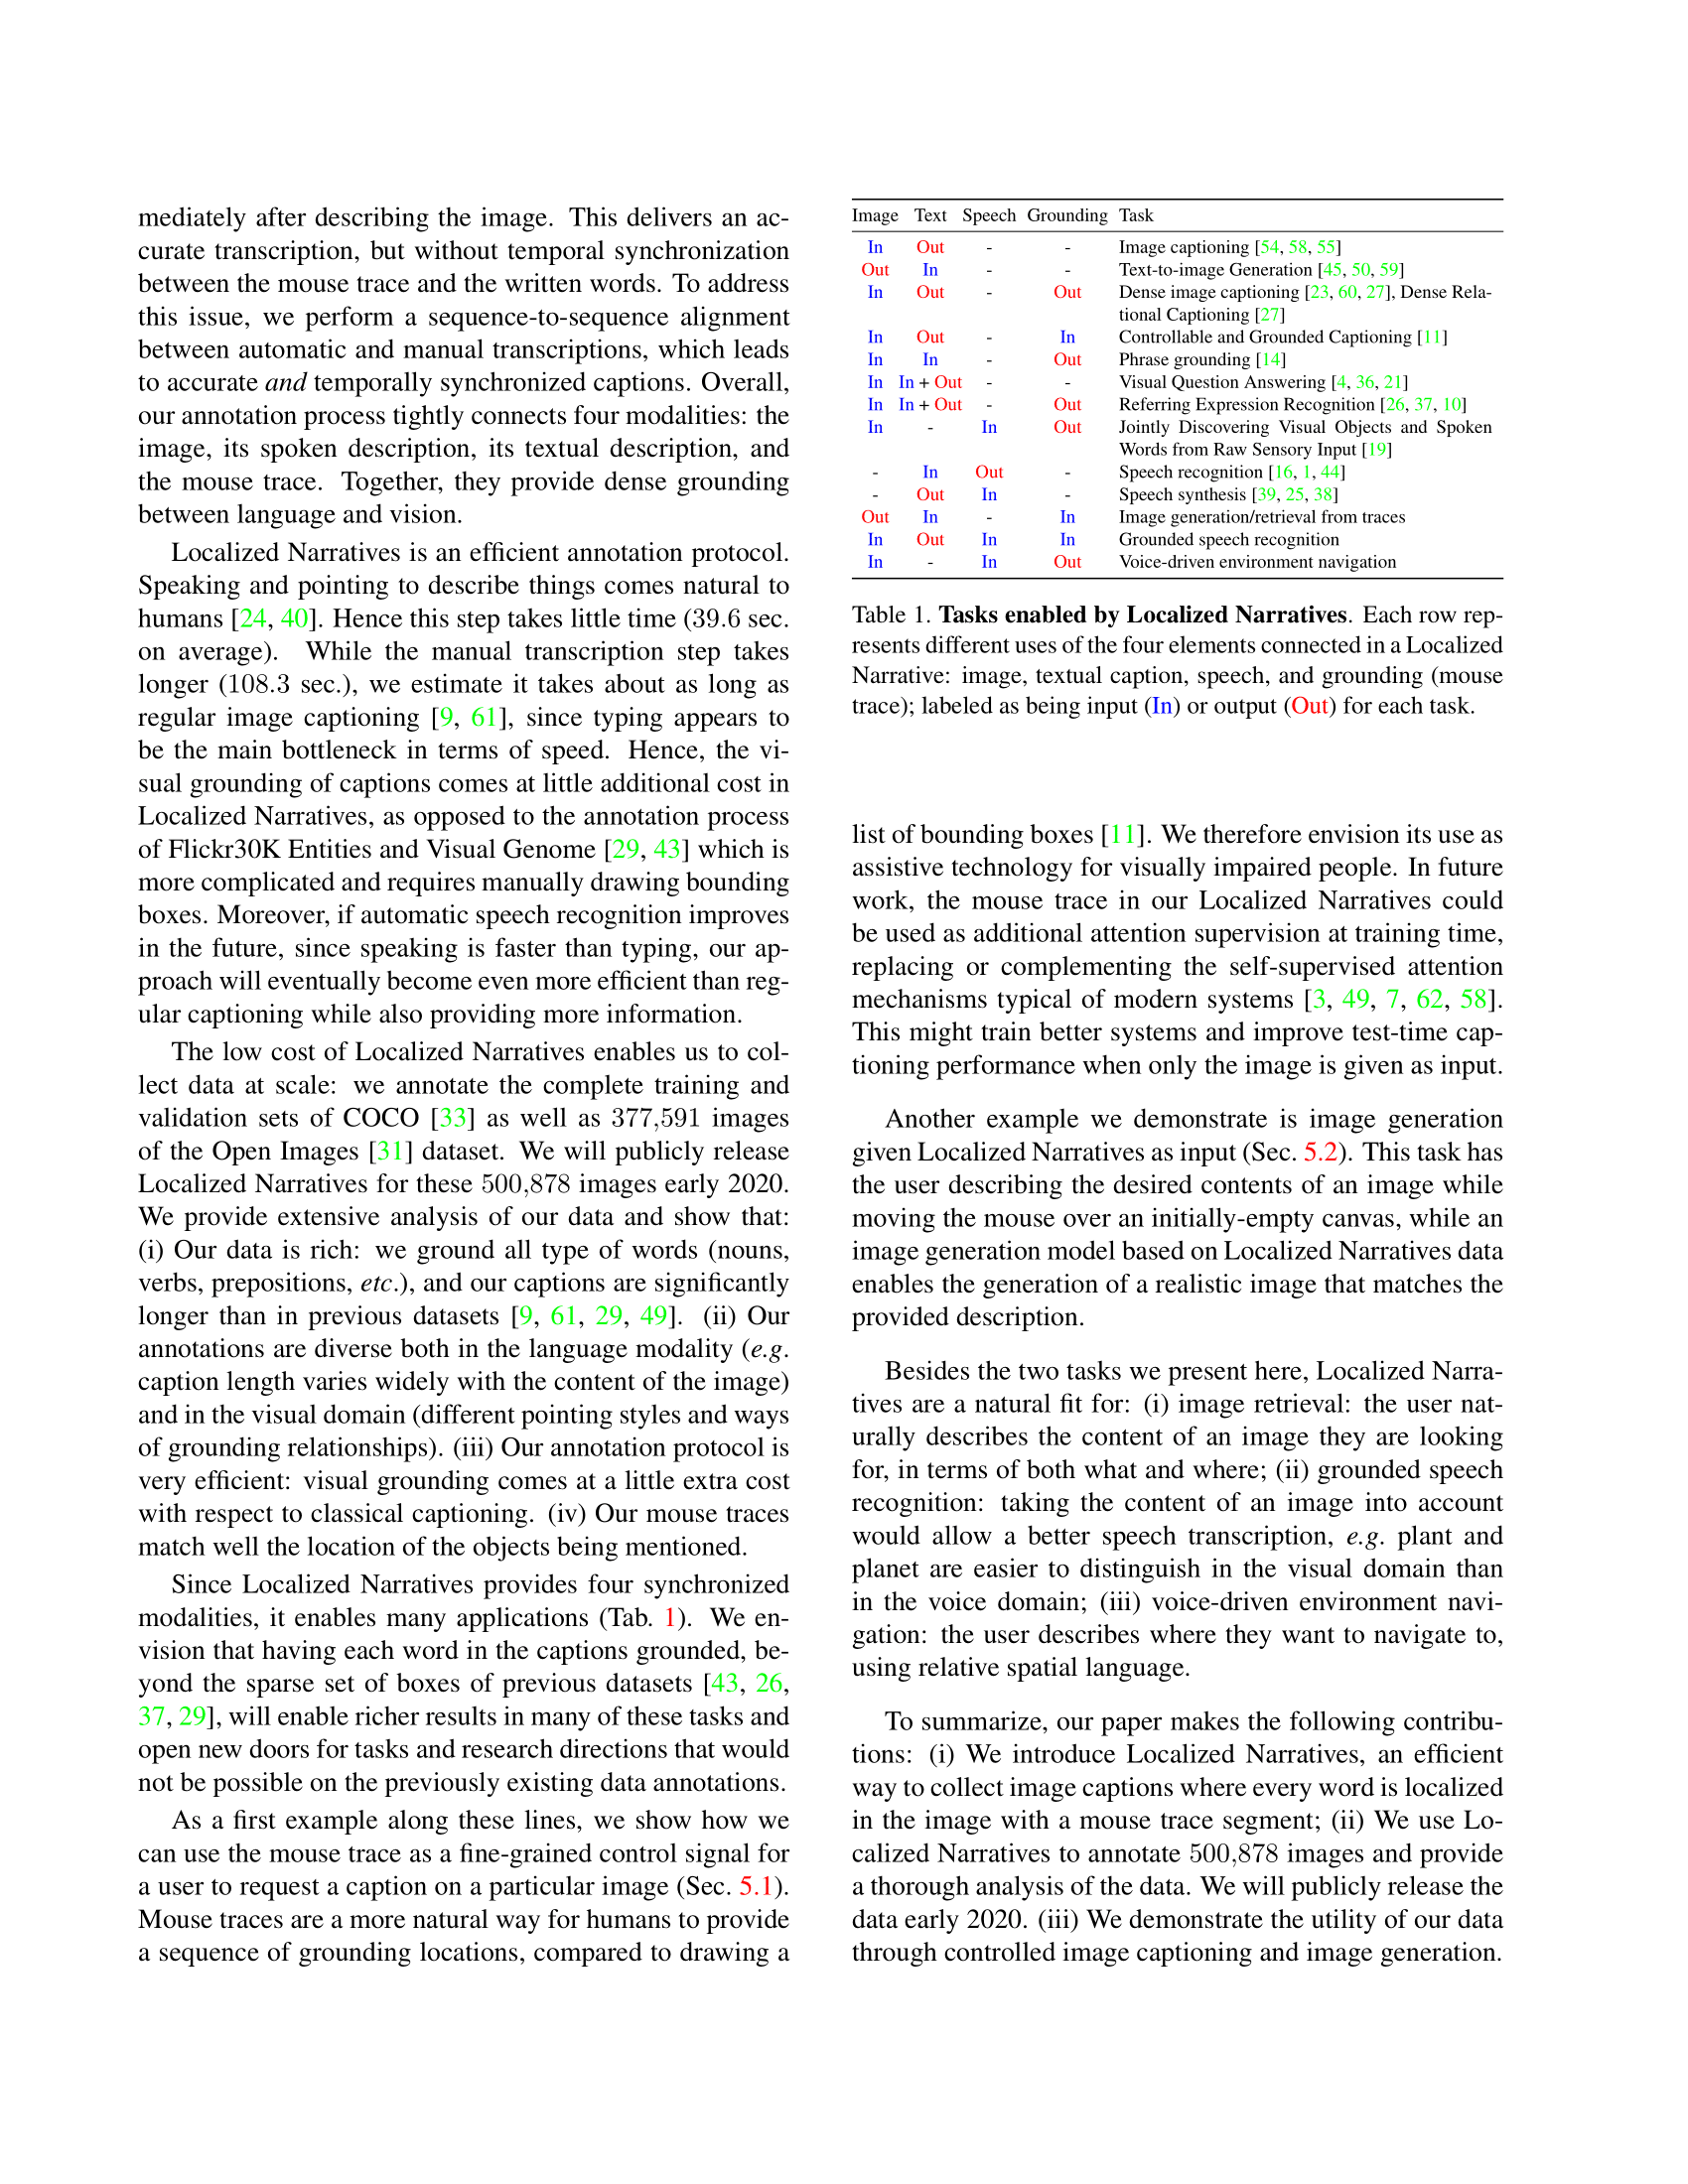 mediately after describing the image. This delivers an ac-
curate transcription, but without temporal synchronization
between the mouse trace and the written words. To address
this issue, we perform a sequence-to-sequence alignment
between automatic and manual transcriptions, which leads
to accurate and temporally synchronized captions. Overall,
our annotation process tightly connects four modalities: the
image, its spoken description, its textual description, and
the mouse trace. Together, they provide dense grounding
between language and vision.
Localized Narratives is an efficient annotation protocol.
Speaking and pointing to describe things comes natural to
humans [24, 40]. Hence this step takes little time (39.6 sec.
on average). While the manual transcription step takes
longer (108.3 sec.), we estimate it takes about as long as
regular image captioning [9, 61], since typing appears to
be the main bottleneck in terms of speed. Hence, the vi-
sual grounding of captions comes at little additional cost in
Localized Narratives, as opposed to the annotation process
of Flickr30K Entities and Visual Genome [29, 43] which is
more complicated and requires manually drawing bounding
boxes. Moreover, if automatic speech recognition improves
in the future, since speaking is faster than typing, our ap-
proach will eventually become even more efficient than reg-
ular captioning while also providing more information.
The low cost of Localized Narratives enables us to col-
lect data at scale: we annotate the complete training and
validation sets of COCO [33] as well as 377,591 images
of the Open Images [31] dataset. We will publicly release
Localized Narratives for these 500,878 images early 2020.
We provide extensive analysis of our data and show that:
(i) Our data is rich: we ground all type of words (nouns,
verbs, prepositions, etc.), and our captions are significantly
longer than in previous datasets [9, 61, 29, 49]. (ii) Our
annotations are diverse both in the language modality (e.g.
caption length varies widely with the content of the image)
and in the visual domain (different pointing styles and ways
of grounding relationships). (iii) Our annotation protocol is
very efficient: visual grounding comes at a little extra cost
with respect to classical captioning. (iv) Our mouse traces
match well the location of the objects being mentioned.
Since Localized Narratives provides four synchronized
modalities, it enables many applications (Tab. 1). We en-
vision that having each word in the captions grounded, be-
yond the sparse set of boxes of previous datasets [43, 26,
37, 29], will enable richer results in many of these tasks and
open new doors for tasks and research directions that would
not be possible on the previously existing data annotations.
As a first example along these lines, we show how we
can use the mouse trace as a fine-grained control signal for
a user to request a caption on a particular image (Sec. 5.1).
Mouse traces are a more natural way for humans to provide
a sequence of grounding locations, compared to drawing a
Image Text Speech Grounding Task
In Out - - Image captioning [54, 58, 55]
Out In - - Text-to-image Generation [45, 50, 59]
In Out - Out Dense image captioning [23, 60, 27], Dense Rela-
tional Captioning [27]
In Out - In Controllable and Grounded Captioning [11]
In In - Out Phrase grounding [14]
In In + Out - - Visual Question Answering [4, 36, 21]
In In + Out - Out Referring Expression Recognition [26, 37, 10]
In - In Out Jointly Discovering Visual Objects and Spoken
Words from Raw Sensory Input [19]
- In Out - Speech recognition [16, 1, 44]
- Out In - Speech synthesis [39, 25, 38]
Out In - In Image generation/retrieval from traces
In Out In In Grounded speech recognition
In - In Out Voice-driven environment navigation
Table 1. Tasks enabled by Localized Narratives. Each row rep-
resents different uses of the four elements connected in a Localized
Narrative: image, textual caption, speech, and grounding (mouse
trace); labeled as being input (In) or output (Out) for each task.
list of bounding boxes [11]. We therefore envision its use as
assistive technology for visually impaired people. In future
work, the mouse trace in our Localized Narratives could
be used as additional attention supervision at training time,
replacing or complementing the self-supervised attention
mechanisms typical of modern systems [3, 49, 7, 62, 58].
This might train better systems and improve test-time cap-
tioning performance when only the image is given as input.
Another example we demonstrate is image generation
given Localized Narratives as input (Sec. 5.2). This task has
the user describing the desired contents of an image while
moving the mouse over an initially-empty canvas, while an
image generation model based on Localized Narratives data
enables the generation of a realistic image that matches the
provided description.
Besides the two tasks we present here, Localized Narra-
tives are a natural fit for: (i) image retrieval: the user nat-
urally describes the content of an image they are looking
for, in terms of both what and where; (ii) grounded speech
recognition: taking the content of an image into account
would allow a better speech transcription, e.g. plant and
planet are easier to distinguish in the visual domain than
in the voice domain; (iii) voice-driven environment navi-
gation: the user describes where they want to navigate to,
using relative spatial language.
To summarize, our paper makes the following contribu-
tions: (i) We introduce Localized Narratives, an efficient
way to collect image captions where every word is localized
in the image with a mouse trace segment; (ii) We use Lo-
calized Narratives to annotate 500,878 images and provide
a thorough analysis of the data. We will publicly release the
data early 2020. (iii) We demonstrate the utility of our data
through controlled image captioning and image generation.